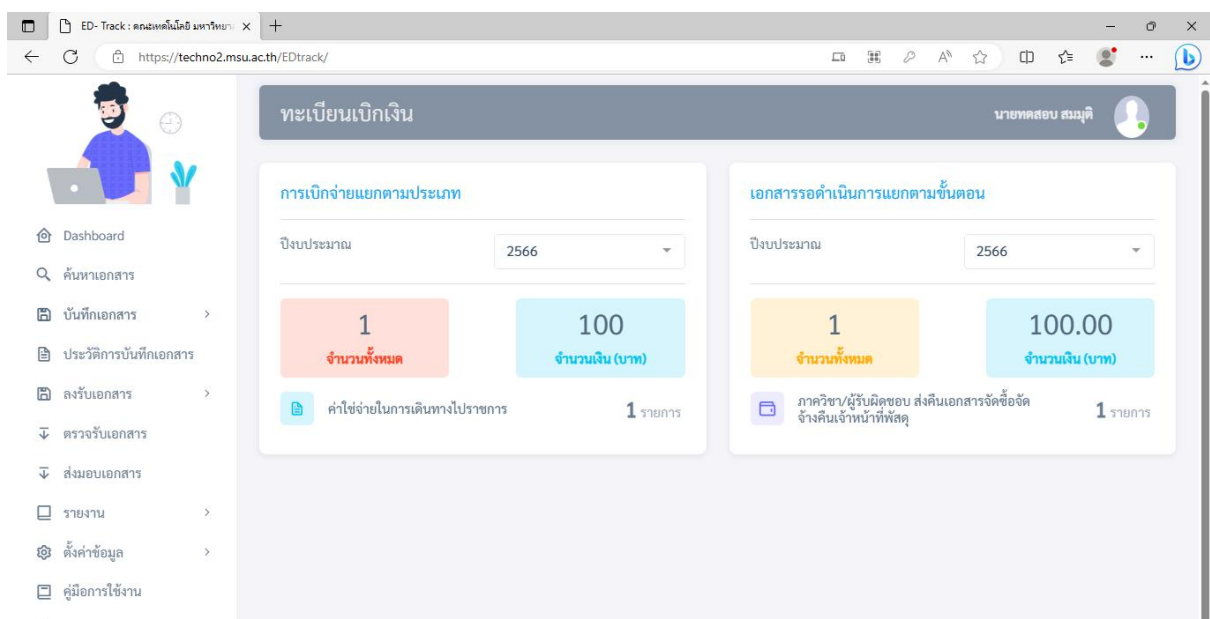 ED- Track : คณะเทคโนโลยี มหาวิทยา
https://techno2.msu.ac.th/EDtrack/
ทะเบียนเบิกเงิน
นายทดสอบ สมมุติ
Dashboard
ค้นหาเอกสาร
บันทึกเอกสาร
ประวัติการบันทึกเอกสาร
ลงรับเอกสาร
ตรวจรับเอกสาร
ส่งมอบเอกสาร
รายงาน
ตั้งค่าข้อมูล
คู่มือการใช้งาน
การเบิกจ่ายแยกตามประเภท
ปีงบประมาณ
2566
1
จำนวนทั้งหมด
100
จำนวนเงิน (บาท)
ค่าใช่จ่ายในการเดินทางไปราชการ
1 รายการ
เอกสารรอดำเนินการแยกตามขั้นตอน
ปีงบประมาณ
2566
1
จำนวนทั้งหมด
100.00
จำนวนเงิน (บาท)
ภาควิชา/ผู้รับผิดชอบ ส่งคืนเอกสารจัดซื้อจัด
จ้างคืนเจ้าหน้าที่พัสดุ
1 รายการ